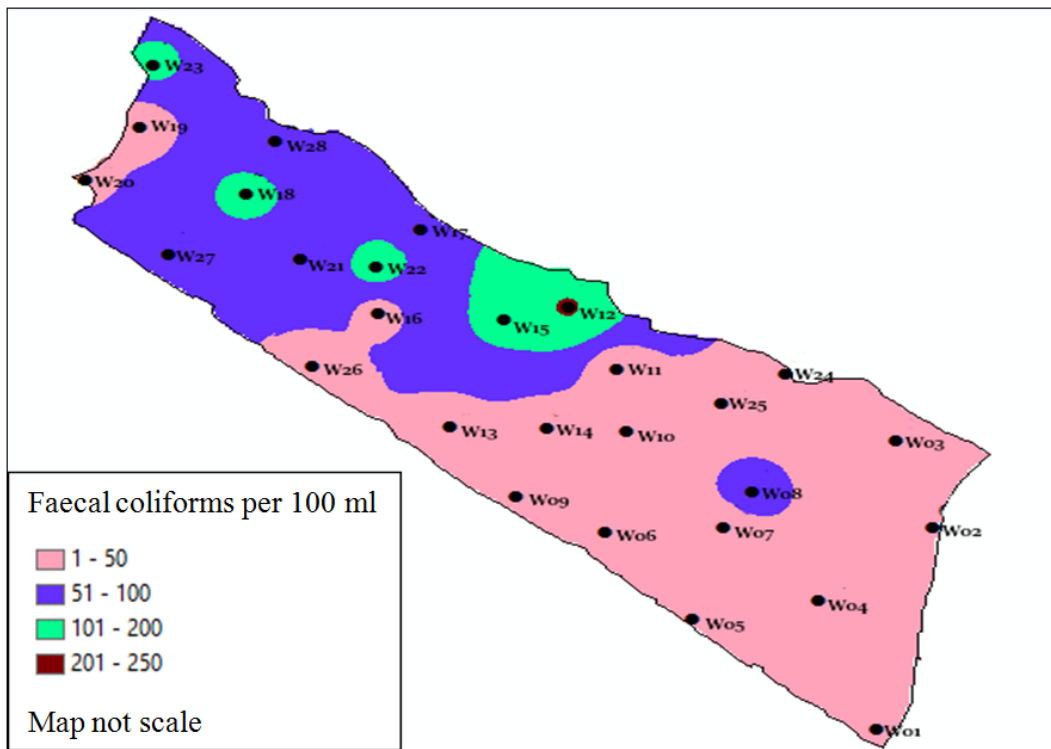 W23
W19
W28
W20
W18
W17
W27
W21
W22
W16
W15
W12
W26
W11
W24
W25
W13
W14
W10
W03
W08
W09
W06
W07
W02
W04
W05
W01
Faecal coliforms per 100 ml
1 - 50
51 - 100
101 - 200
201 - 250
Map not scale